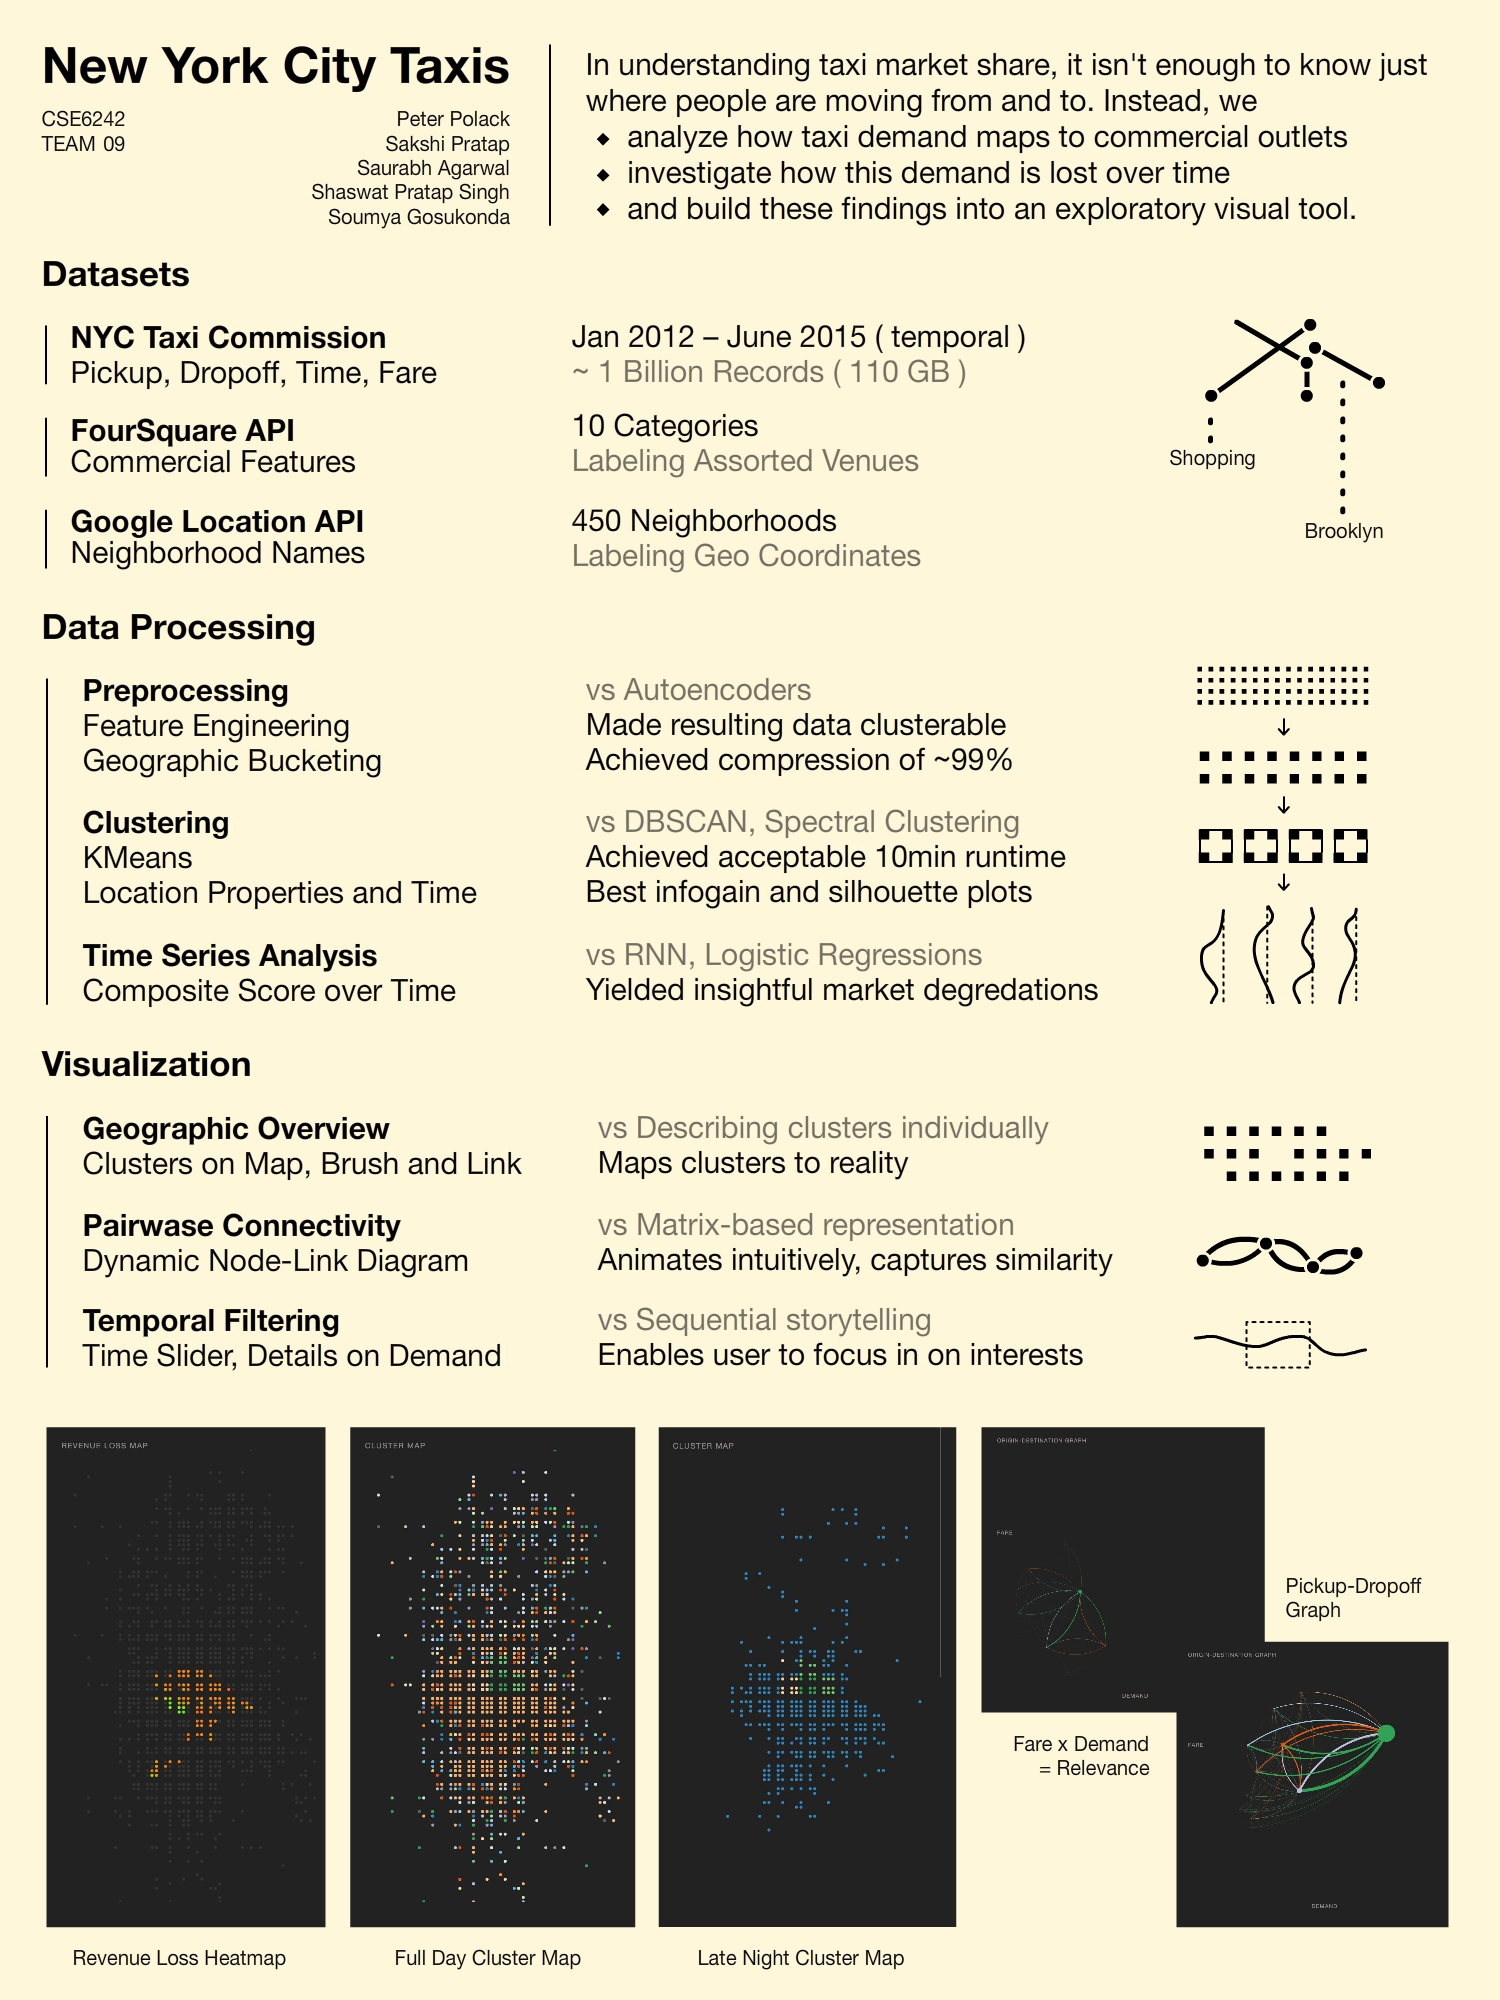 New York City Taxis
CSE6242
TEAM 09
Peter Polack
Sakshi Pratap
Saurabh Agarwal
Shaswat Pratap Singh
Soumya Gosukonda
In understanding taxi market share, it isn't enough to know just
where people are moving from and to. Instead, we
◆ analyze how taxi demand maps to commercial outlets
◆ investigate how this demand is lost over time
◆ and build these findings into an exploratory visual tool.
Datasets
NYC Taxi Commission
Pickup, Dropoff, Time, Fare
Jan 2012 – June 2015 ( temporal )
~ 1 Billion Records ( 110 GB )
FourSquare API
Commercial Features
10 Categories
Labeling Assorted Venues
Google Location API
Neighborhood Names
450 Neighborhoods
Labeling Geo Coordinates
Shopping
Brooklyn
Data Processing
Preprocessing
Feature Engineering
Geographic Bucketing
vs Autoencoders
Made resulting data clusterable
Achieved compression of ~99%
Clustering
KMeans
Location Properties and Time
vs DBSCAN, Spectral Clustering
Achieved acceptable 10min runtime
Best infogain and silhouette plots
Time Series Analysis
Composite Score over Time
vs RNN, Logistic Regressions
Yielded insightful market degredations
Visualization
Geographic Overview
Clusters on Map, Brush and Link
vs Describing clusters individually
Maps clusters to reality
Pairwase Connectivity
Dynamic Node-Link Diagram
vs Matrix-based representation
Animates intuitively, captures similarity
Temporal Filtering
Time Slider, Details on Demand
vs Sequential storytelling
Enables user to focus in on interests
REVENUE LOSS MAP
Revenue Loss Heatmap
CLUSTER MAP
Full Day Cluster Map
CLUSTER MAP
Late Night Cluster Map
ORIGIN-DESTINATION GRAPH
FARE
DEMAND
Pickup-Dropoff
Graph
Fare x Demand
= Relevance
ORIGIN-DESTINATION GRAPH
FARE
DEMAND